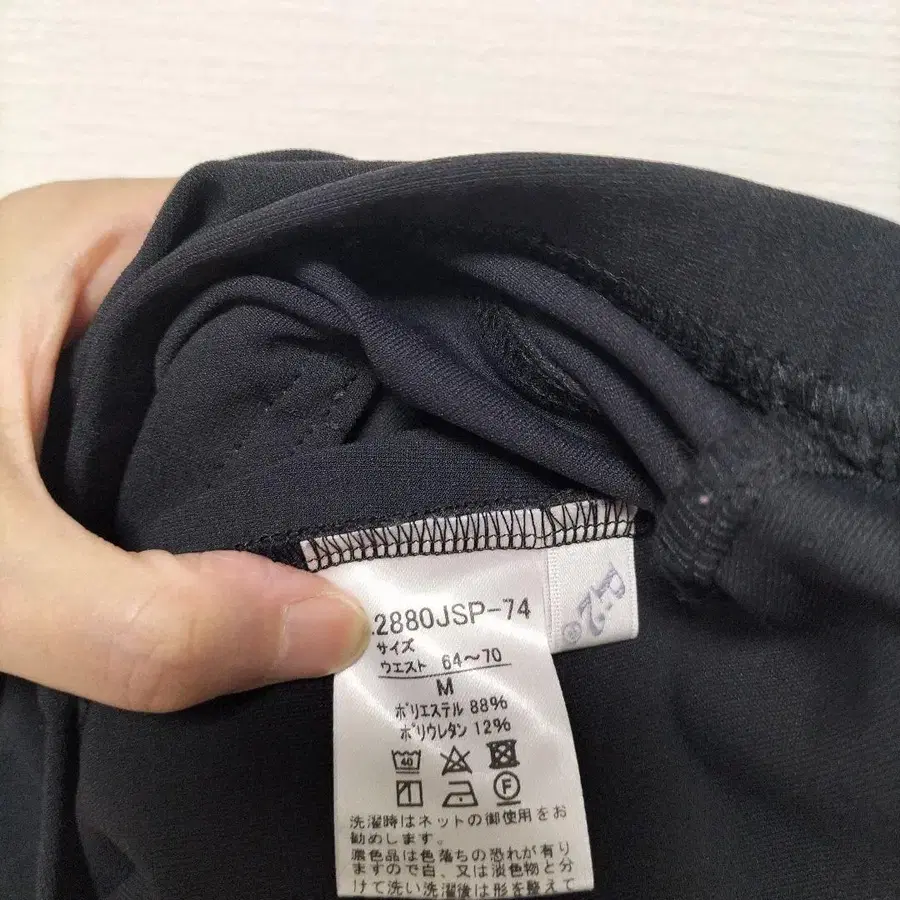 .2880JSP-74
サイズ
ウエスト 64～70
M
ポリエステル 88%
ポリウレタン 12%
40
F
洗濯時はネットの御使用をお
勧めします。
濃色品は色落ちの恐れが有り
ますので白、又は淡色物と分
けて洗い洗濯後は形を整えて